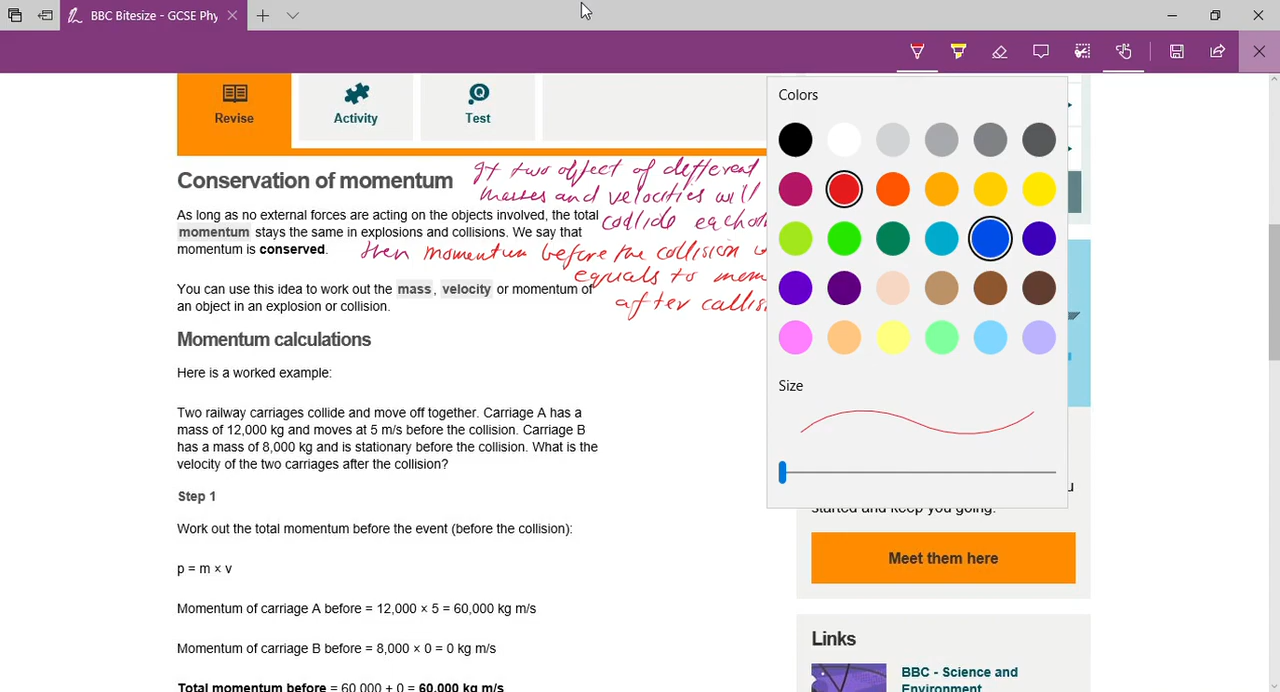 BBC Bitesize - GCSE Phy
Revise
Activity
Test
Colors
Conservation of momentum
If two object of different
masses and velocities will
collide eachoth
As long as no external forces are acting on the objects involved, the total
momentum stays the same in explosions and collisions. We say that
momentum is conserved.
then momentum before the collision
equals to mom
after collis
You can use this idea to work out the mass, velocity or momentum of
an object in an explosion or collision.
Momentum calculations
Here is a worked example:
Size
Two railway carriages collide and move off together. Carriage A has a
mass of 12,000 kg and moves at 5 m/s before the collision. Carriage B
has a mass of 8,000 kg and is stationary before the collision. What is the
velocity of the two carriages after the collision?
Step 1
started and keep you going.
Work out the total momentum before the event (before the collision):
Meet them here
p = m × v
Momentum of carriage A before = 12,000 × 5 = 60,000 kg m/s
Momentum of carriage B before = 8,000 × 0 = 0 kg m/s
Total momentum before = 60,000 + 0 = 60,000 kg m/s
Links
BBC - Science and
Environment